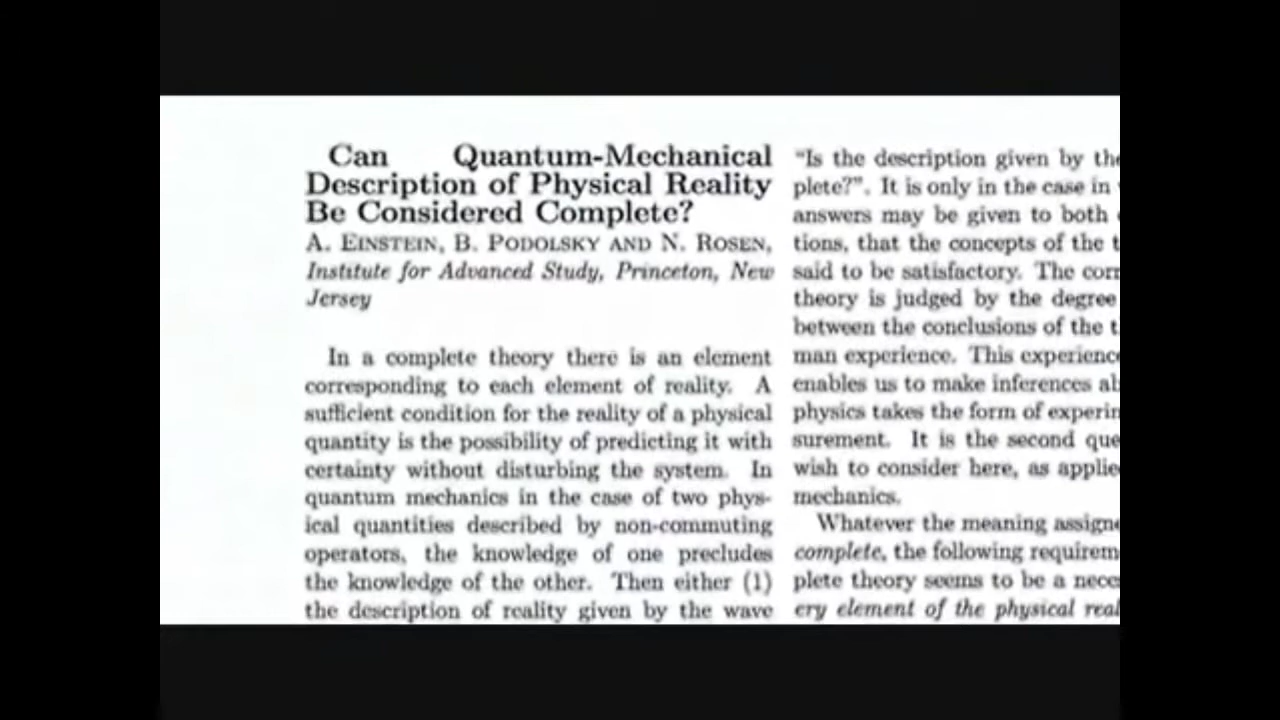 Can Quantum-Mechanical
Description of Physical Reality
Be Considered Complete?
A. EINSTEIN, B. PODOLSKY AND N. ROSEN,
Institute for Advanced Study, Princeton, New
Jersey
In a complete theory there is an element
corresponding to each element of reality. A
sufficient condition for the reality of a physical
quantity is the possibility of predicting it with
certainty without disturbing the system. In
quantum mechanics in the case of two phys-
ical quantities described by non-commuting
operators, the knowledge of one precludes
the knowledge of the other. Then either (1)
the description of reality given by the wave
"Is the description given by the
plete?". It is only in the case in
answers may be given to both
tions, that the concepts of the t
said to be satisfactory. The corr
theory is judged by the degree
between the conclusions of the t
man experience. This experience
enables us to make inferences ab
physics takes the form of experim
surement. It is the second que
wish to consider here, as applie
mechanics.
Whatever the meaning assigne
complete, the following requirem
plete theory seems to be a nece
ery element of the physical real